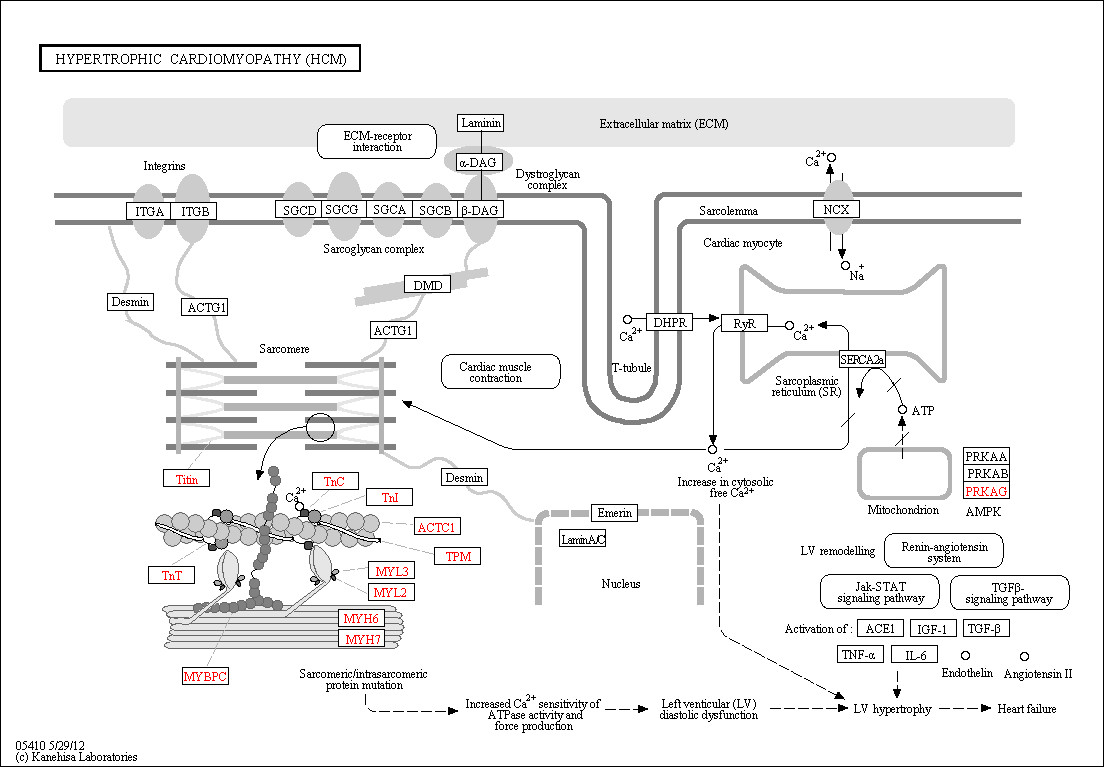 HYPERTROPHIC CARDIOMYOPATHY (HCM)
Extracellular matrix (ECM)
Laminin
ECM-receptor
interaction
α-DAG
Integrins
Dystroglycan
complex
Ca2+
ITGA
ITGB
SGCD
SGCG
SGCA
SGCB
β-DAG
Sarcolemma
NCX
Sarcoglycan complex
Cardiac myocyte
Na+
DMD
Desmin
ACTG1
ACTG1
Ca2+
DHPR
RyR
Ca2+
Sarcomere
SERCA2a
T-tubule
Cardiac muscle
contraction
Sarcoplasmic
reticulum (SR)
ATP
Titin
Desmin
Ca2+
Increase in cytosolic
free Ca2+
PRKAA
PRKAB
PRKAG
AMPK
Mitochondrion
TnC
Ca2+
TnI
ACTC1
TPM
TnT
MYL3
MYL2
MYH6
MYH7
MYBPC
Emerin
LaminA/C
Nucleus
LV remodelling
Renin-angiotensin
system
Jak-STAT
signaling pathway
TGFβ-
signaling pathway
Activation of :
ACE1
IGF-1
TGF-β
TNF-α
IL-6
Endothelin
Angiotensin II
Sarcomeric/intrasarcomeric
protein mutation
Increased Ca2+ sensitivity of
ATPase activity and
force production
Left venticular (LV)
diastolic dysfunction
LV hypertrophy
Heart failure
05410 5/29/12
(c) Kanehisa Laboratories